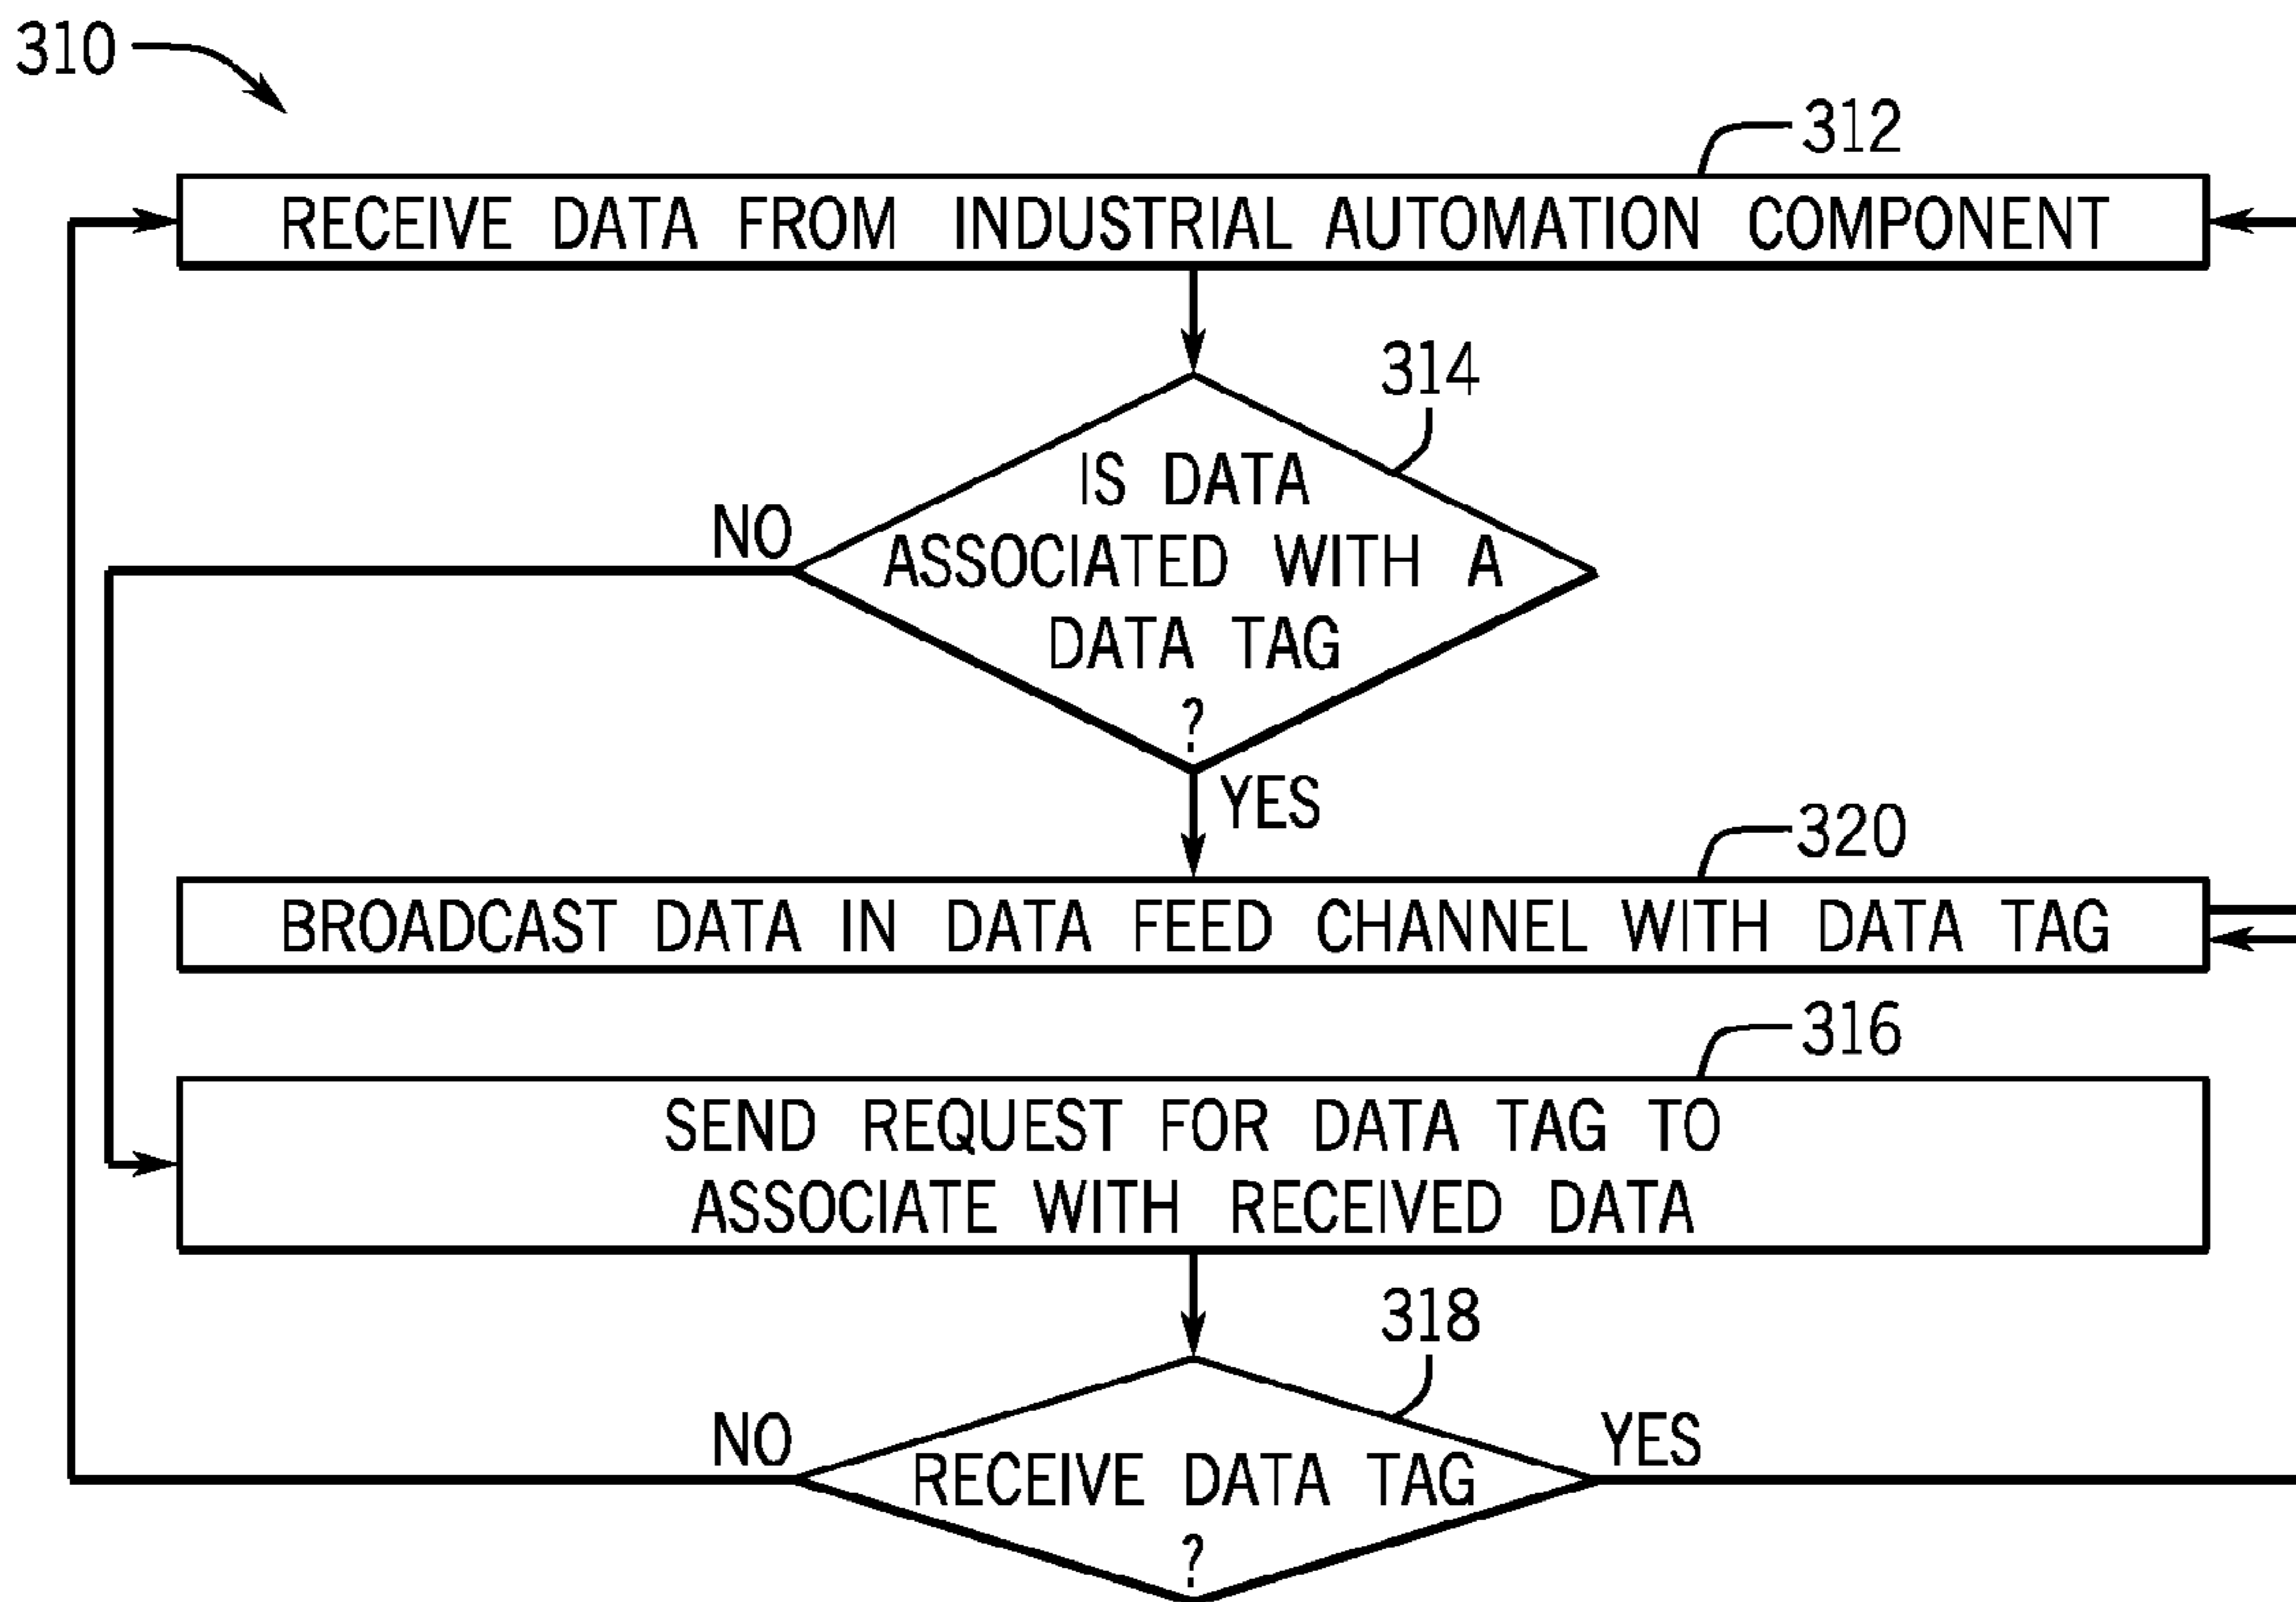 310
312
RECEIVE DATA FROM INDUSTRIAL AUTOMATION COMPONENT
314
IS DATA
ASSOCIATED WITH A
DATA TAG
?
NO
YES
320
BROADCAST DATA IN DATA FEED CHANNEL WITH DATA TAG
316
SEND REQUEST FOR DATA TAG TO
ASSOCIATE WITH RECEIVED DATA
318
NO
RECEIVE DATA TAG
?
YES